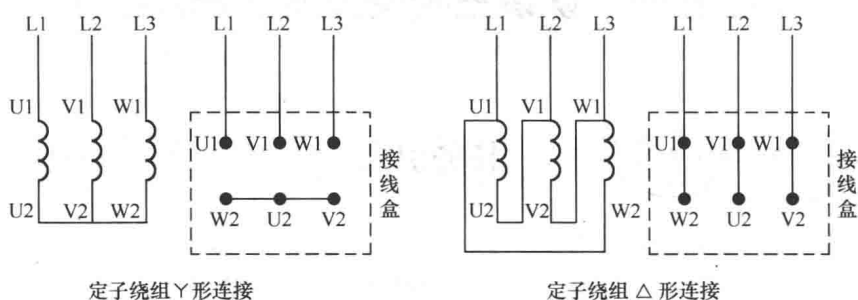 L1 L2 L3 L1 L2 L3 L1 L2 L3 L1 L2 L3
U1 V1 W1 U1 V1 W1
U1 V1 W1 U1 V1 W1
接线盒 接线盒
U2 V2 W2 W2 U2 V2 U2 V2 W2 W2 U2 V2
定子绕组Y形连接 定子绕组△形连接